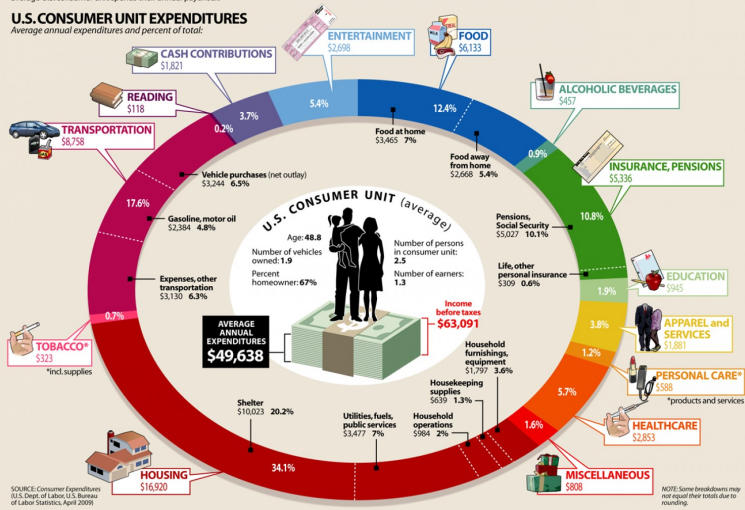 U.S. CONSUMER UNIT EXPENDITURES
Average annual expenditures and percent of total:
CASH CONTRIBUTIONS
$1,821
ENTERTAINMENT
$2,698
FOOD
$6,133
ALCOHOLIC BEVERAGES
$457
READING
$118
TRANSPORTATION
$8,758
INSURANCE, PENSIONS
$5,336
EDUCATION
$945
APPAREL and
SERVICES
$1,881
PERSONAL CARE*
$588
*products and services
HEALTHCARE
$2,853
MISCELLANEOUS
$808
HOUSING
$16,920
TOBACCO*
$323
*incl. supplies
0.2%
3.7%
5.4%
12.4%
0.9%
10.8%
1.9%
3.8%
1.2%
5.7%
1.6%
34.1%
0.7%
17.6%
Food at home
$3,465 7%
Food away
from home
$2,668 5.4%
Vehicle purchases (net outlay)
$3,244 6.5%
Gasoline, motor oil
$2,384 4.8%
Expenses, other
transportation
$3,130 6.3%
Pensions,
Social Security
$5,027 10.1%
Life, other
personal insurance
$309 0.6%
U.S. CONSUMER UNIT (average)
Age: 48.8
Number of vehicles
owned: 1.9
Percent
homeowner: 67%
Number of persons
in consumer unit:
2.5
Number of earners:
1.3
AVERAGE
ANNUAL
EXPENDITURES
$49,638
Income
before taxes
$63,091
Household
furnishings,
equipment
$1,797 3.6%
Housekeeping
supplies
$639 1.3%
Household
operations
$984 2%
Utilities, fuels,
public services
$3,477 7%
Shelter
$10,023 20.2%
SOURCE: Consumer Expenditures
(U.S. Dept. of Labor, U.S. Bureau
of Labor Statistics, April 2009)
NOTE: Some breakdowns may
not equal their totals due to
rounding.